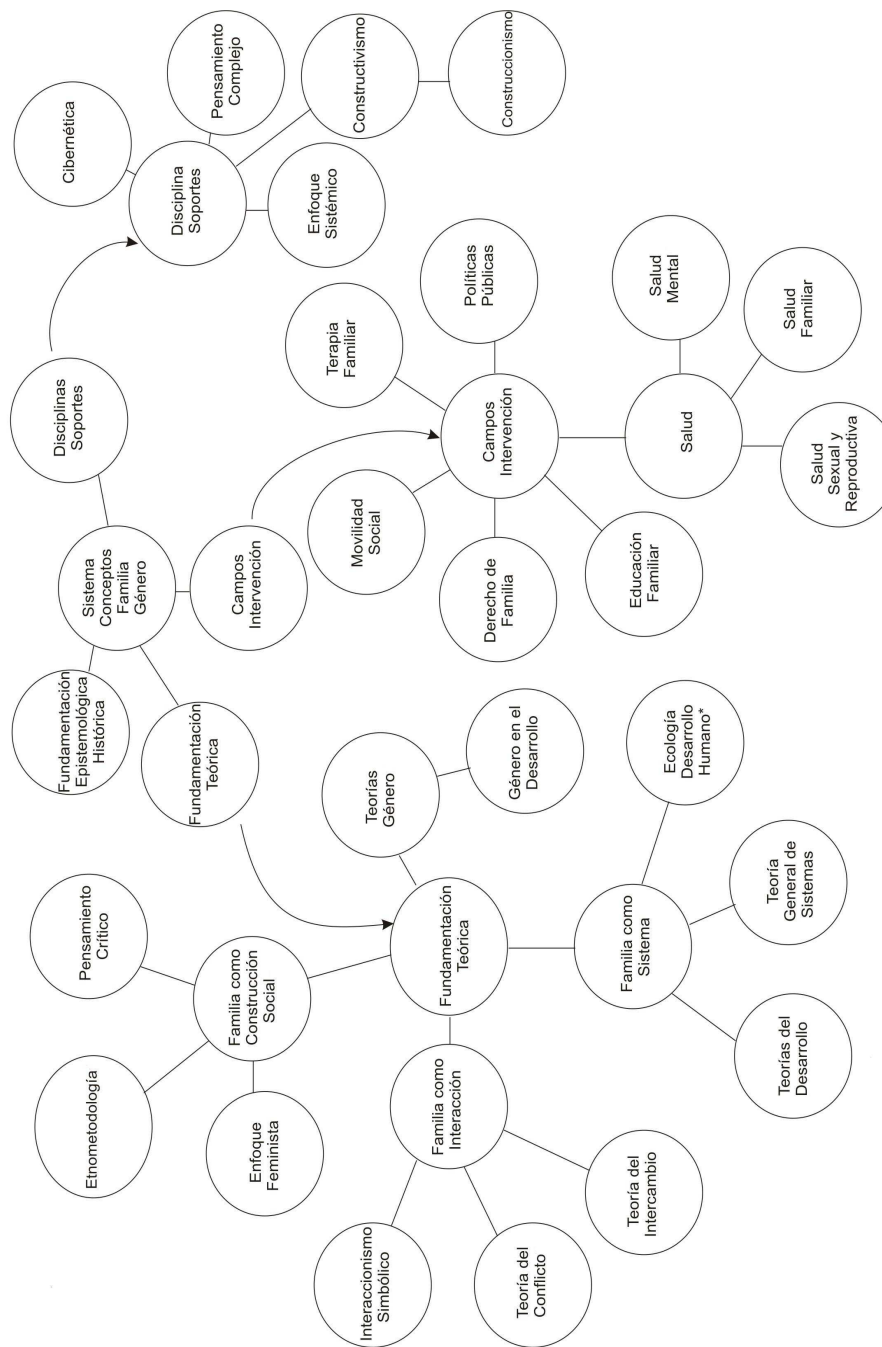 Cibernética
Pensamiento
Complejo
Disciplina
Soportes
Constructivismo
Construccionismo
Enfoque
Sistémico
Disciplinas
Soportes
Sistema
Conceptos
Familia
Género
Fundamentación
Epistemológica
Histórica
Fundamentación
Teórica
Campos
Intervención
Terapia
Familiar
Políticas
Públicas
Movilidad
Social
Campos
Intervención
Derecho de
Familia
Educación
Familiar
Salud
Salud
Mental
Salud
Familiar
Salud
Sexual y
Reproductiva
Pensamiento
Crítico
Etnometodología
Familia como
Construcción
Social
Enfoque
Feminista
Teorías
Género
Género en el
Desarrollo
Fundamentación
Teórica
Familia como
Interacción
Interaccionismo
Simbólico
Teoría del
Conflicto
Teoría del
Intercambio
Familia como
Sistema
Ecología
Desarrollo
Humano*
Teoría
General de
Sistemas
Teorías del
Desarrollo